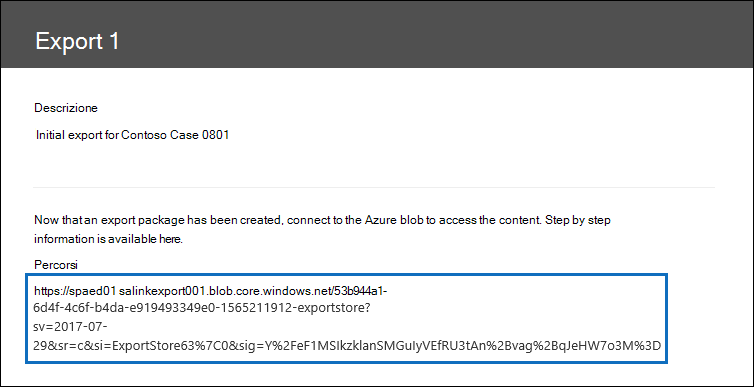 Export 1
Descrizione
Initial export for Contoso Case 0801
Now that an export package has been created, connect to the Azure blob to access the content. Step by step
information is available here.
Percorsi
https://spaed01 salinkexport001.blob.core.windows.net/53b944a1-
6d4f-4c6f-b4da-e919493349e0-1565211912-exportstore?
sv=2017-07-
29&sr=c&si=ExportStore63%7C0&sig=Y%2FeF1MSIkzklanSMGuIyVEfRU3tAn%2Bvag%2BqJeHW7o3M%3D